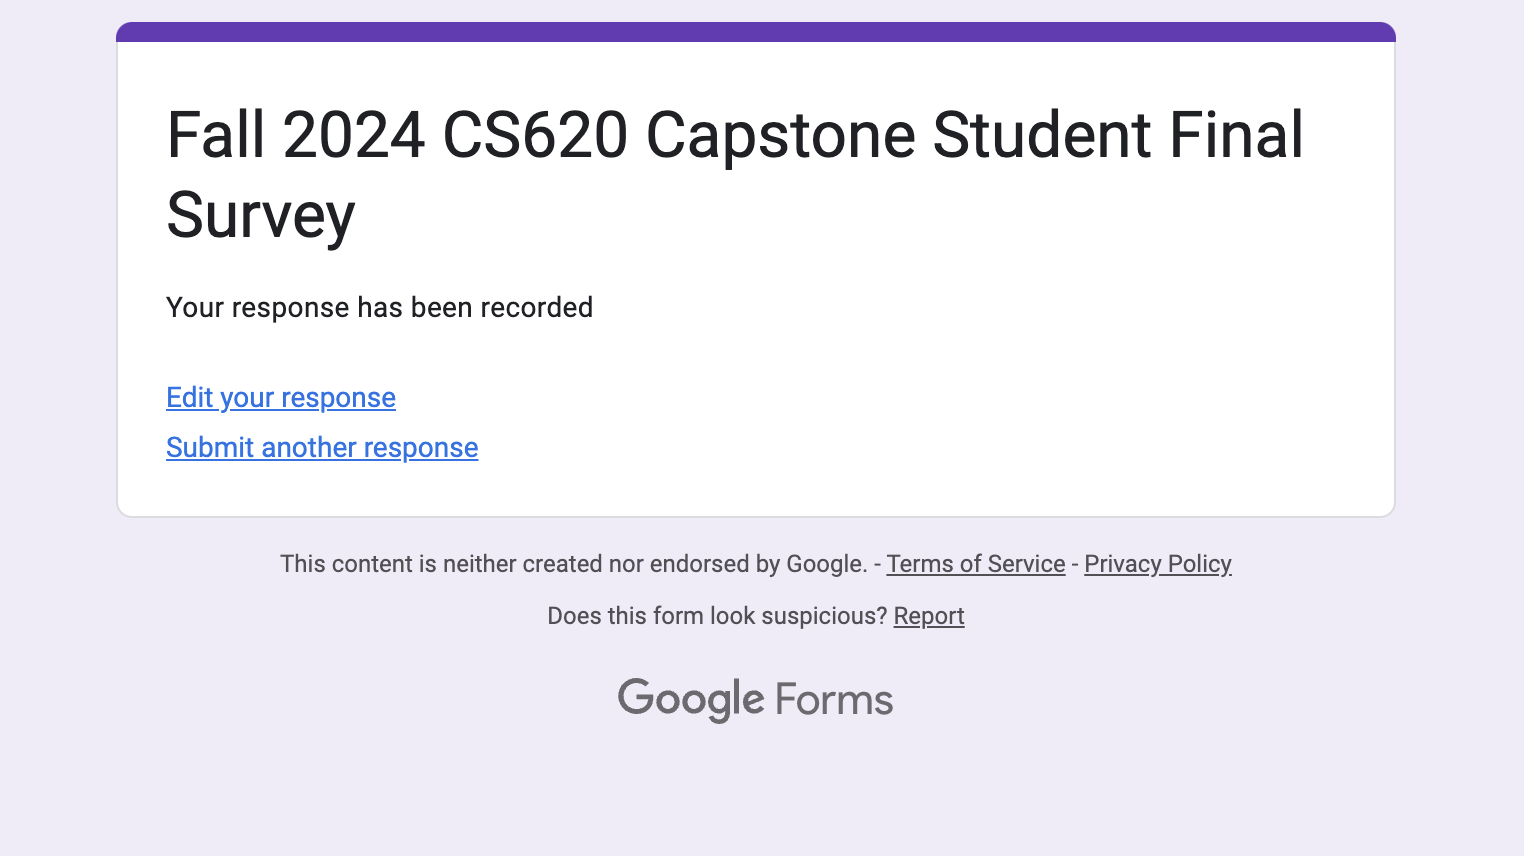 Fall 2024 CS620 Capstone Student Final
Survey
Your response has been recorded
Edit your response
Submit another response
This content is neither created nor endorsed by Google. - Terms of Service - Privacy Policy
Does this form look suspicious? Report
Google Forms